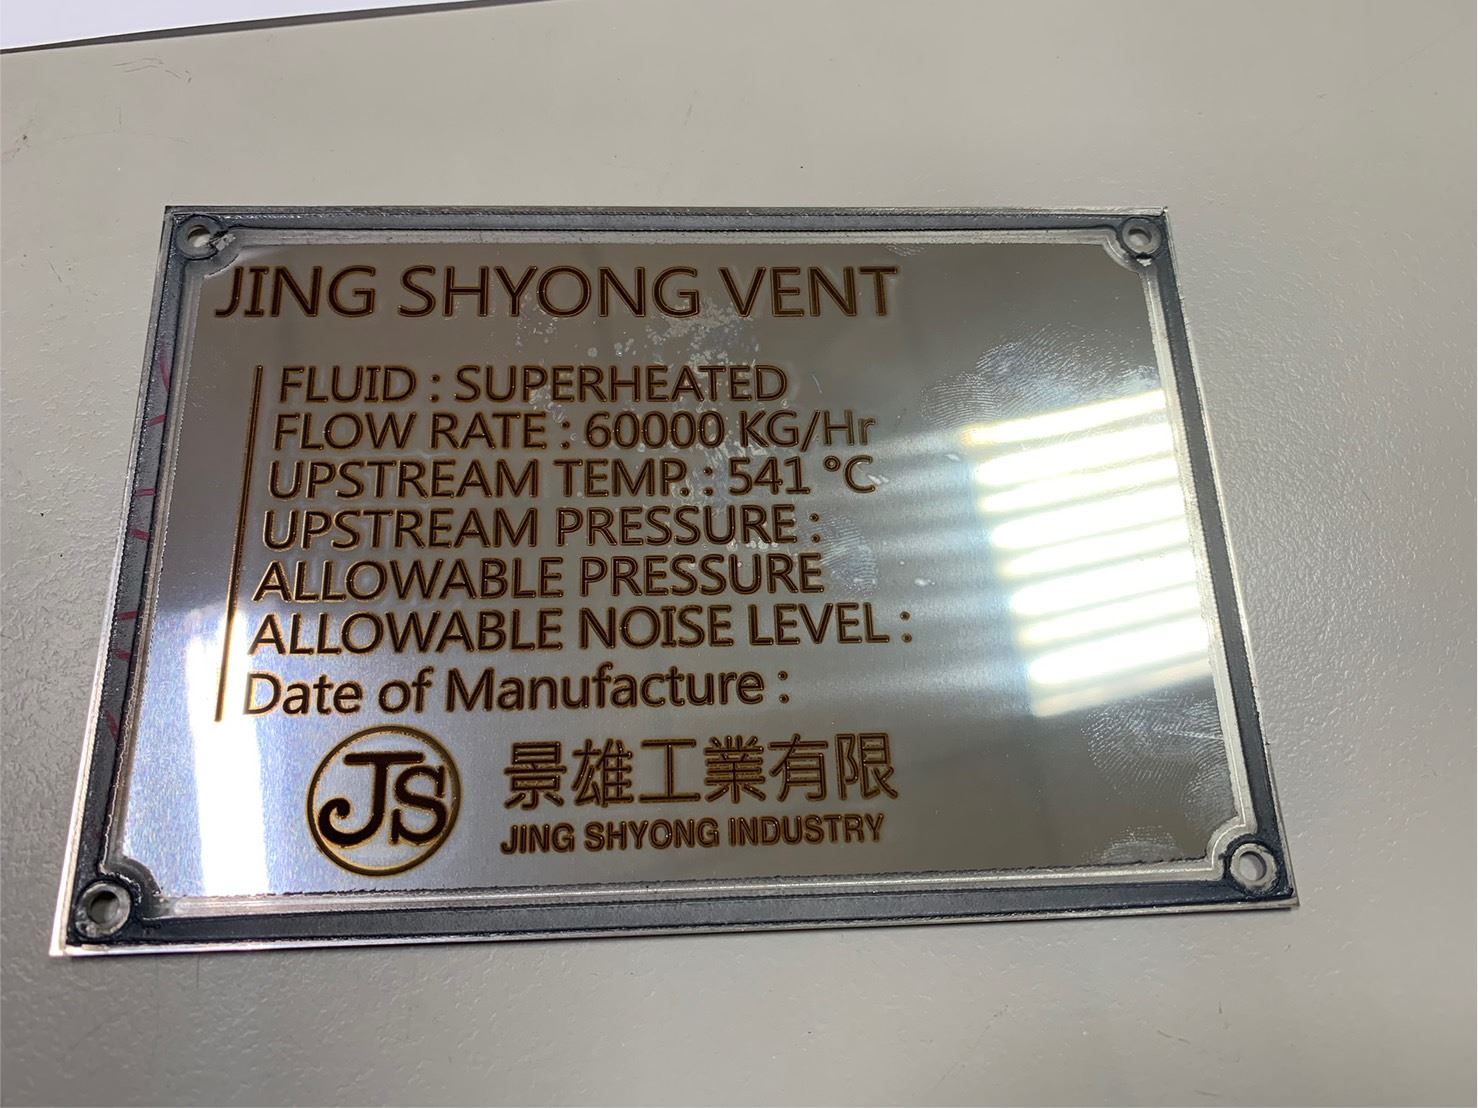 JING SHYONG VENT
FLUID : SUPERHEATED
FLOW RATE : 60000 KG/Hr
UPSTREAM TEMP. : 541 °C
UPSTREAM PRESSURE :
ALLOWABLE PRESSURE
ALLOWABLE NOISE LEVEL :
Date of Manufacture :
JS
景雄工業有限
JING SHYONG INDUSTRY